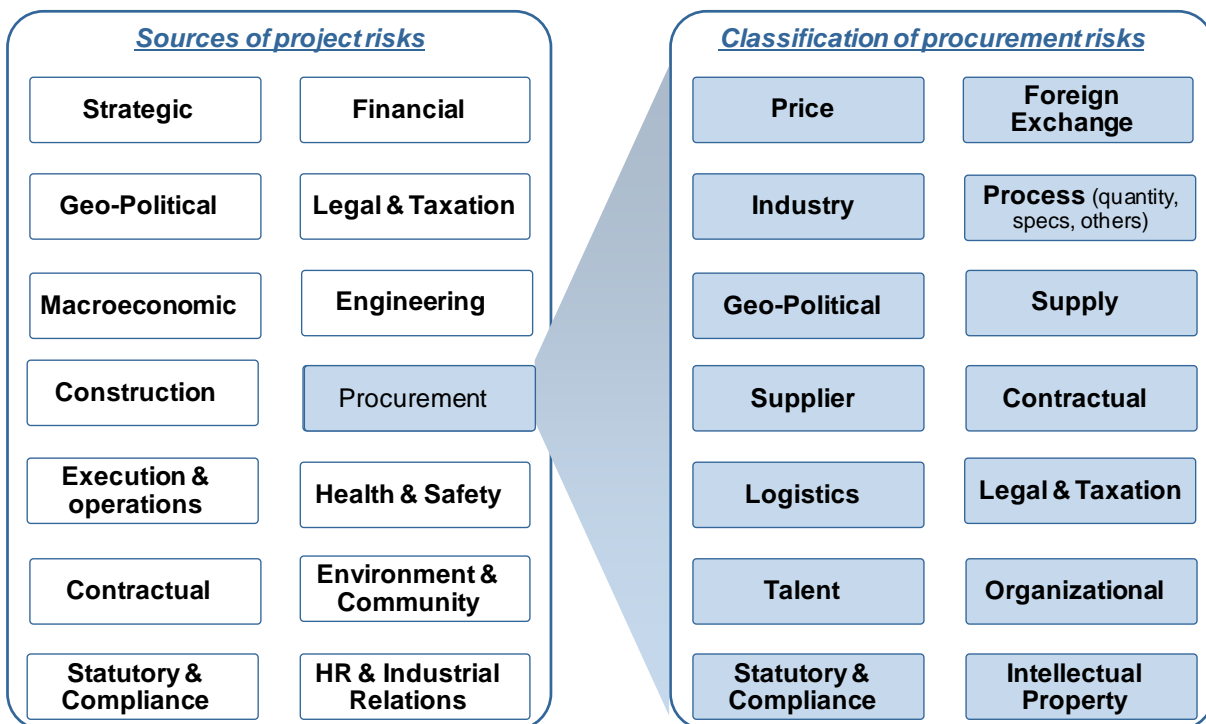 Sources of project risks
Strategic
Financial
Geo-Political
Legal & Taxation
Macroeconomic
Engineering
Construction
Procurement
Execution &
operations
Health & Safety
Contractual
Environment &
Community
Statutory &
Compliance
HR & Industrial
Relations
Classification of procurement risks
Price
Foreign
Exchange
Industry
Process (quantity,
specs, others)
Geo-Political
Supply
Supplier
Contractual
Logistics
Legal & Taxation
Talent
Organizational
Statutory &
Compliance
Intellectual
Property